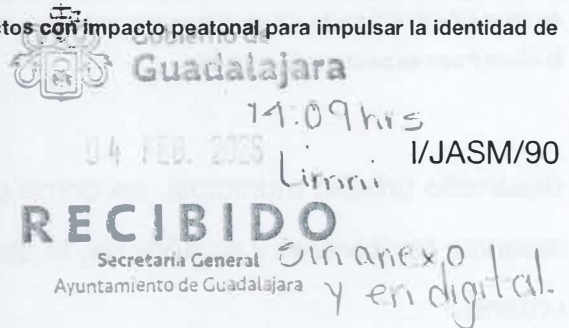 ctos con impacto peatonal para impulsar la identidad de
Gobierno de
Guadalajara
14:09 hrs
04 FEB. 2025
I/JASM/90
RECIBIDO
Secretaría General
Sin anexo
Ayuntamiento de Guadalajara
y en digital.